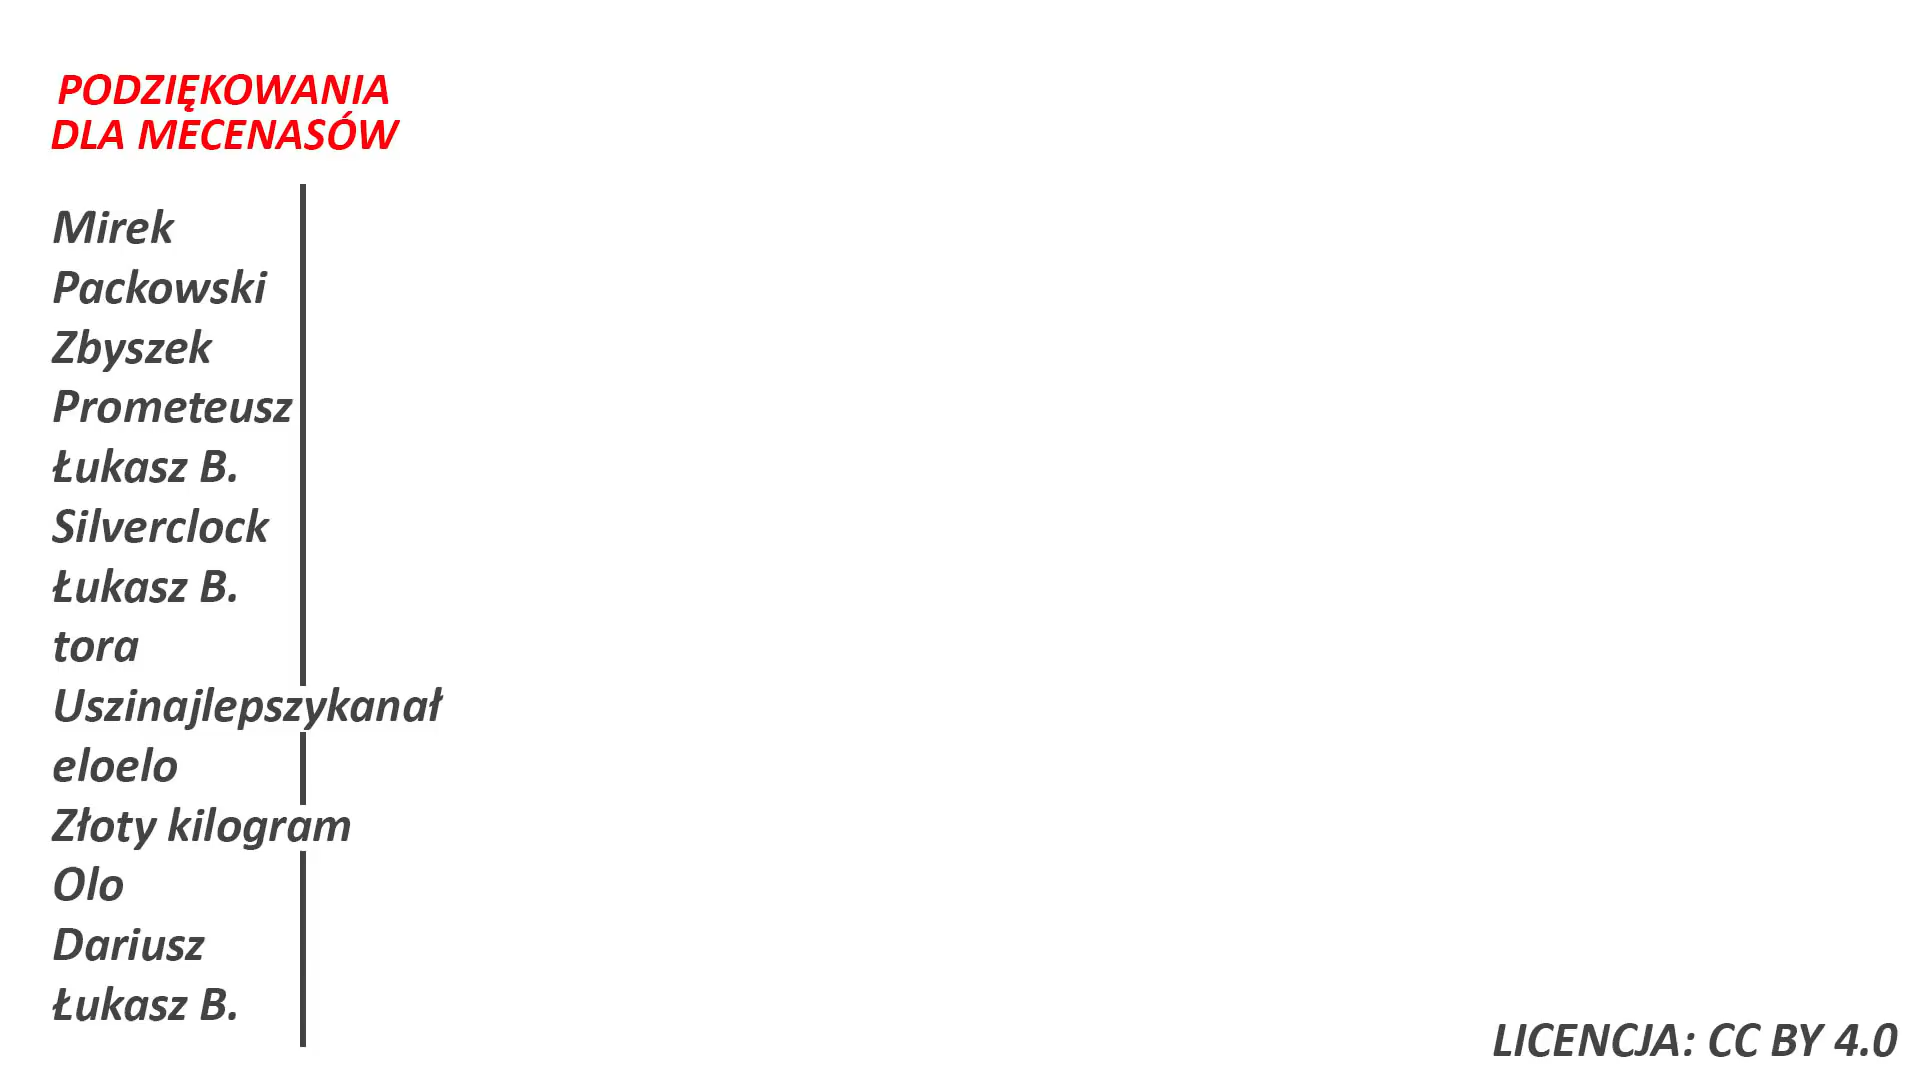 PODZIĘKOWANIA
DLA MECENASÓW
Mirek
Packowski
Zbyszek
Prometeusz
Łukasz B.
Silverclock
Łukasz B.
tora
Uszinajlepszykanał
eloelo
Złoty kilogram
Olo
Dariusz
Łukasz B.
LICENCJA: CC BY 4.0